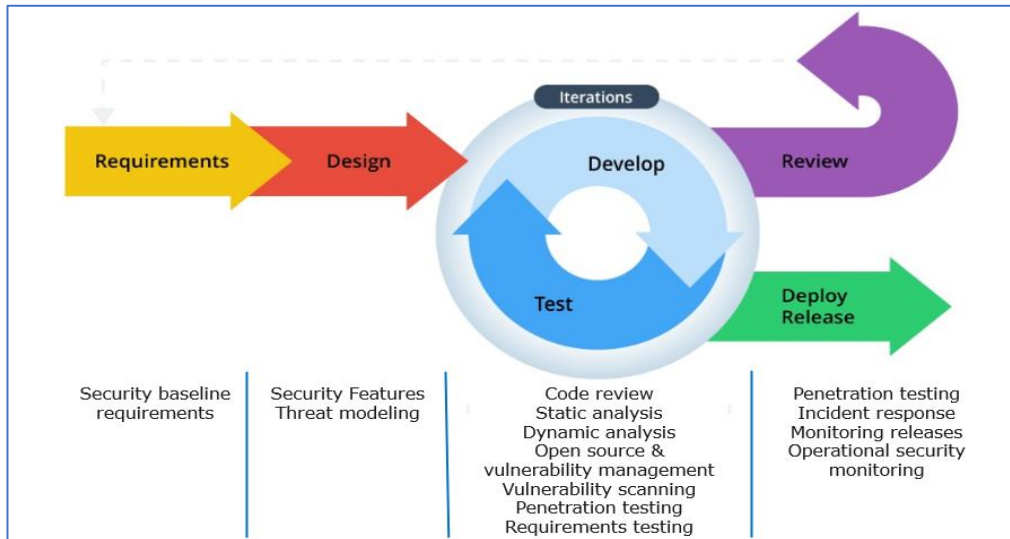 Iterations
Requirements
Design
Develop
Test
Review
Deploy
Release
Security baseline
requirements
Security Features
Threat modeling
Code review
Static analysis
Dynamic analysis
Open source &
vulnerability management
Vulnerability scanning
Penetration testing
Requirements testing
Penetration testing
Incident response
Monitoring releases
Operational security
monitoring